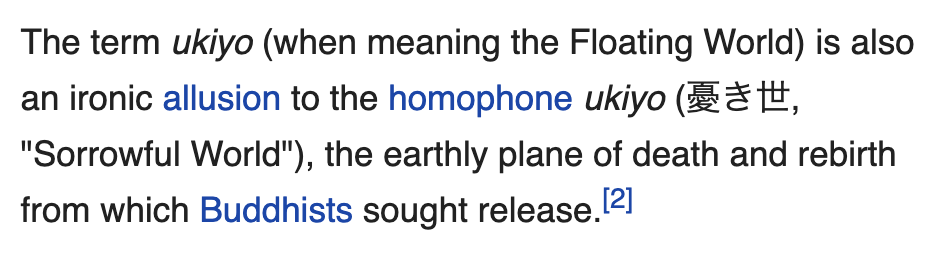 The term ukiyo (when meaning the Floating World) is also
an ironic allusion to the homophone ukiyo (憂き世,
"Sorrowful World"), the earthly plane of death and rebirth
from which Buddhists sought release.[2]